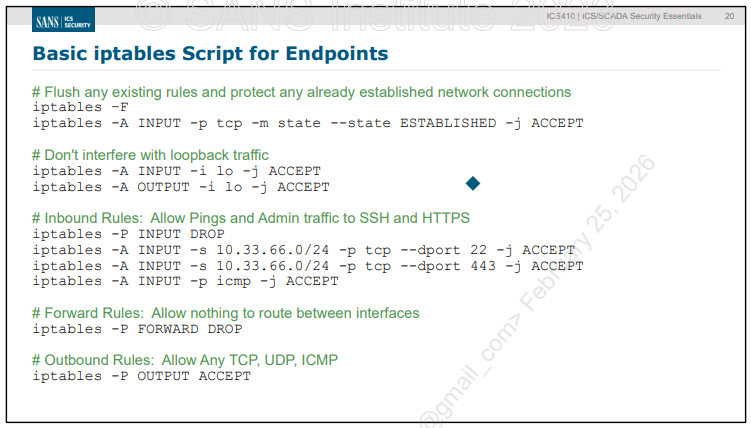 © SANS Institute 2026
SANS ICS SECURITY
ICS410 | ICS/SCADA Security Essentials 20
Basic iptables Script for Endpoints
# Flush any existing rules and protect any already established network connections
iptables -F
iptables -A INPUT -p tcp -m state --state ESTABLISHED -j ACCEPT
# Don't interfere with loopback traffic
iptables -A INPUT -i lo -j ACCEPT
iptables -A OUTPUT -i lo -j ACCEPT
# Inbound Rules: Allow Pings and Admin traffic to SSH and HTTPS
iptables -P INPUT DROP
iptables -A INPUT -s 10.33.66.0/24 -p tcp --dport 22 -j ACCEPT
iptables -A INPUT -s 10.33.66.0/24 -p tcp --dport 443 -j ACCEPT
iptables -A INPUT -p icmp -j ACCEPT
# Forward Rules: Allow nothing to route between interfaces
iptables -P FORWARD DROP
# Outbound Rules: Allow Any TCP, UDP, ICMP
iptables -P OUTPUT ACCEPT
@gmail_com> February 25, 2026